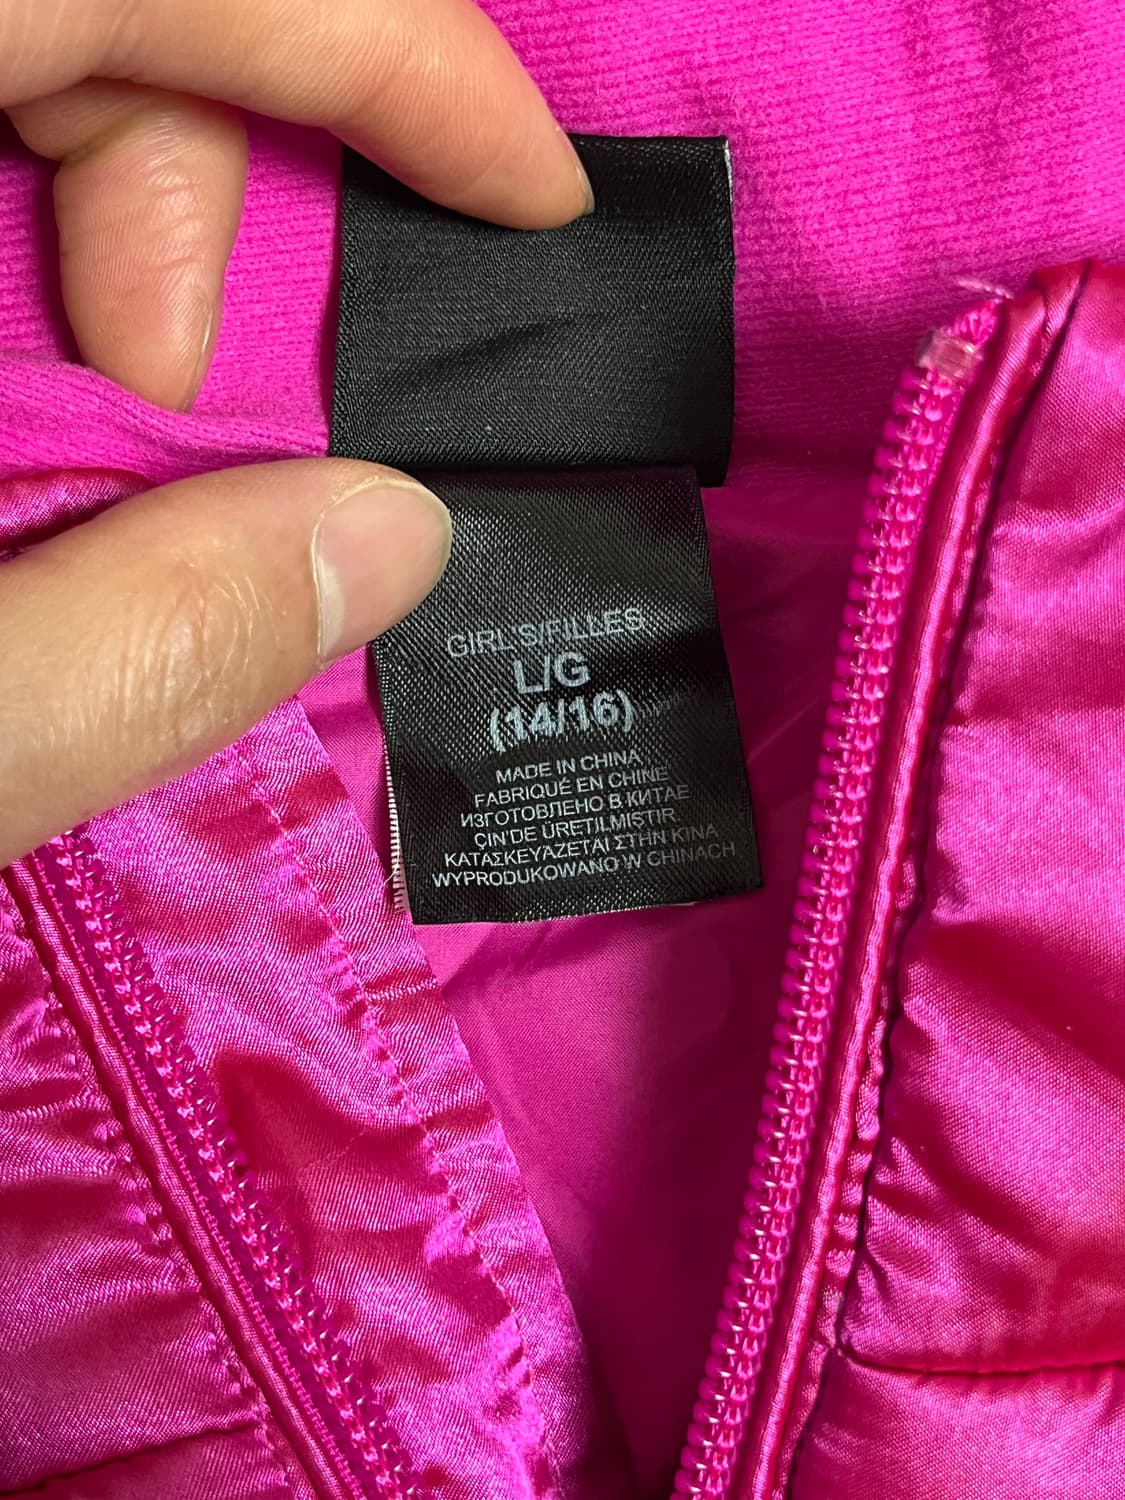 GIRL'S/FILLES
L/G
(14/16)
MADE IN CHINA
FABRIQUÉ EN CHINE
ИЗГОТОВЛЕНО В КИТАЕ
ÇIN'DE ÜRETILMISTIR
ΚΑΤΑΣΚΕΥΑΖΕΤΑΙ ΣΤΗΝ ΚΙΝΑ
WYPRODUKOWANO W CHINACH